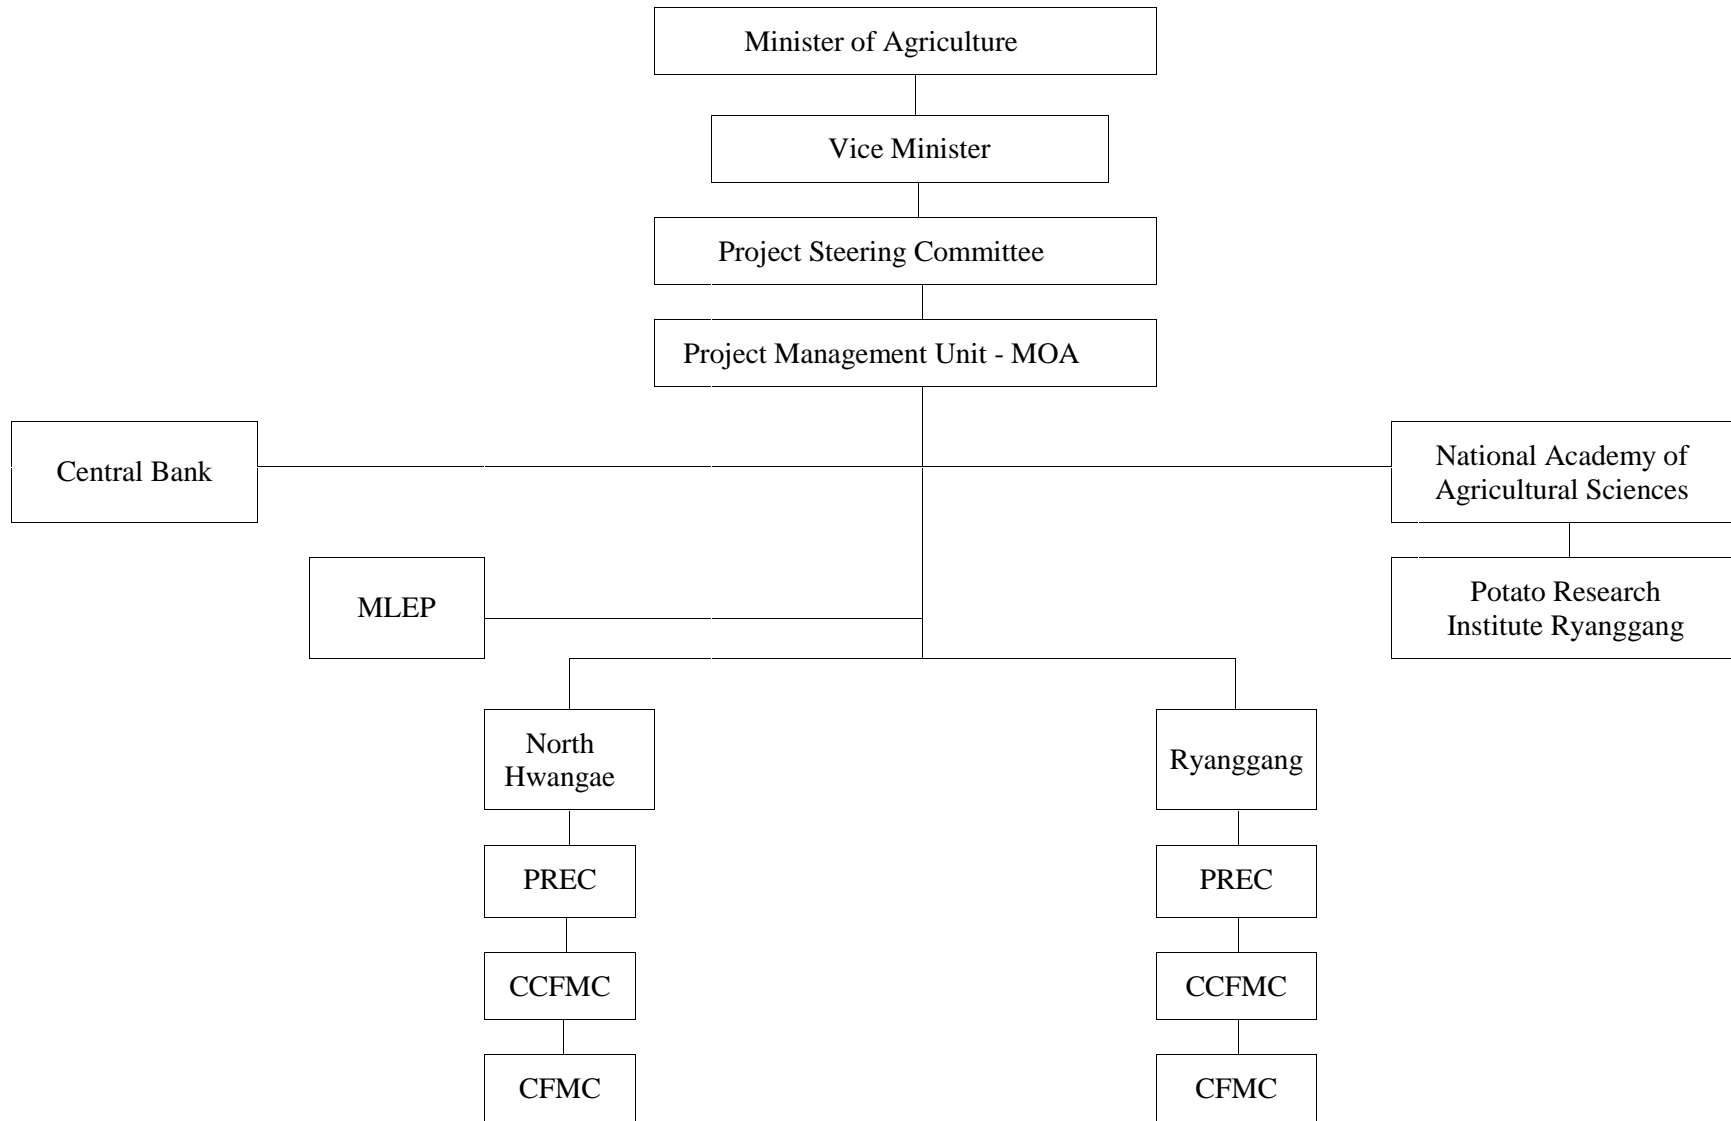 Minister of Agriculture
Vice Minister
Project Steering Committee
Project Management Unit - MOA
Central Bank
National Academy of
Agricultural Sciences
MLEP
Potato Research
Institute Ryanggang
North
Hwangae
Ryanggang
PREC
PREC
CCFMC
CCFMC
CFMC
CFMC